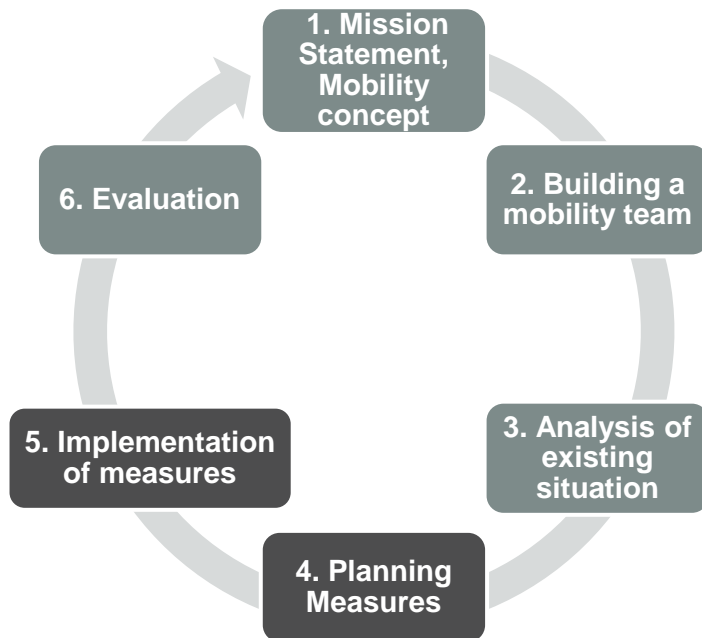 1. Mission
Statement,
Mobility
concept
2. Building a
mobility team
3. Analysis of
existing
situation
4. Planning
Measures
5. Implementation
of measures
6. Evaluation